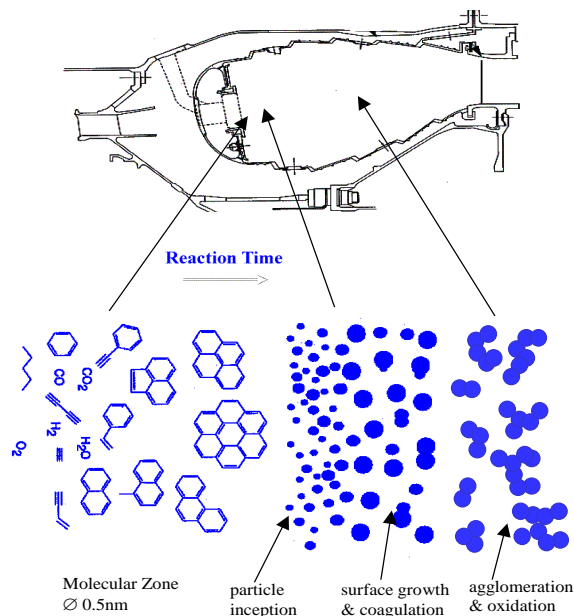 Reaction Time
CO
CO2
H2
H2O
O2
Molecular Zone
∅ 0.5nm
particle
inception
surface growth
& coagulation
agglomeration
& oxidation